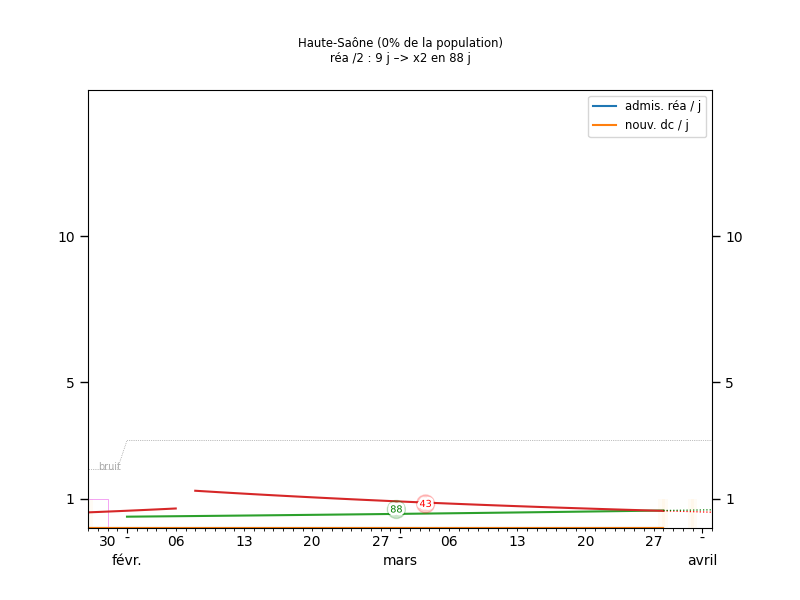 Haute-Saône (0% de la population)
réa /2 : 9 j –> x2 en 88 j
admis. réa / j
nouv. dc / j
10 10
5 5
bruit
1 1
88 43
30 - 06 13 20 27 - 06 13 20 27 -
févr. mars avril